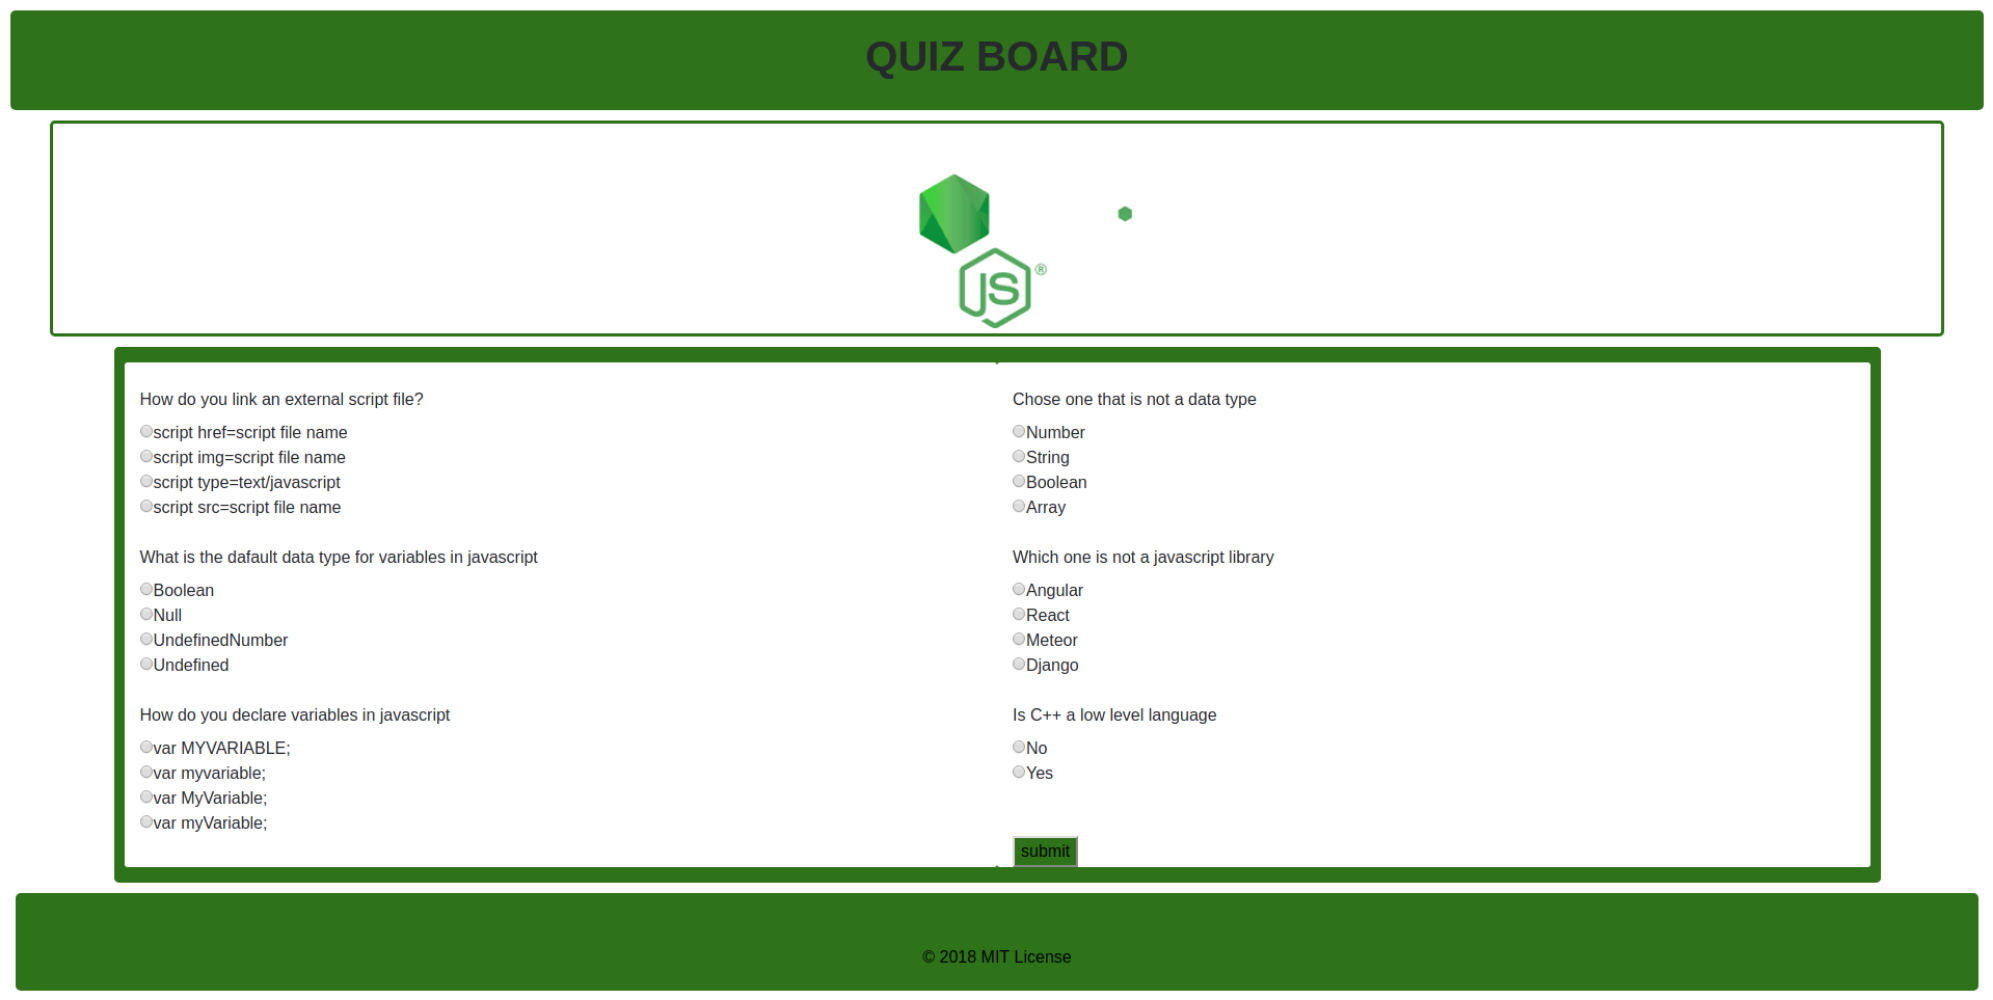 QUIZ BOARD
JS ®
How do you link an external script file?
script href=script file name
script img=script file name
script type=text/javascript
script src=script file name
What is the dafault data type for variables in javascript
Boolean
Null
UndefinedNumber
Undefined
How do you declare variables in javascript
var MYVARIABLE;
var myvariable;
var MyVariable;
var myVariable;
Chose one that is not a data type
Number
String
Boolean
Array
Which one is not a javascript library
Angular
React
Meteor
Django
Is C++ a low level language
No
Yes
submit
© 2018 MIT License